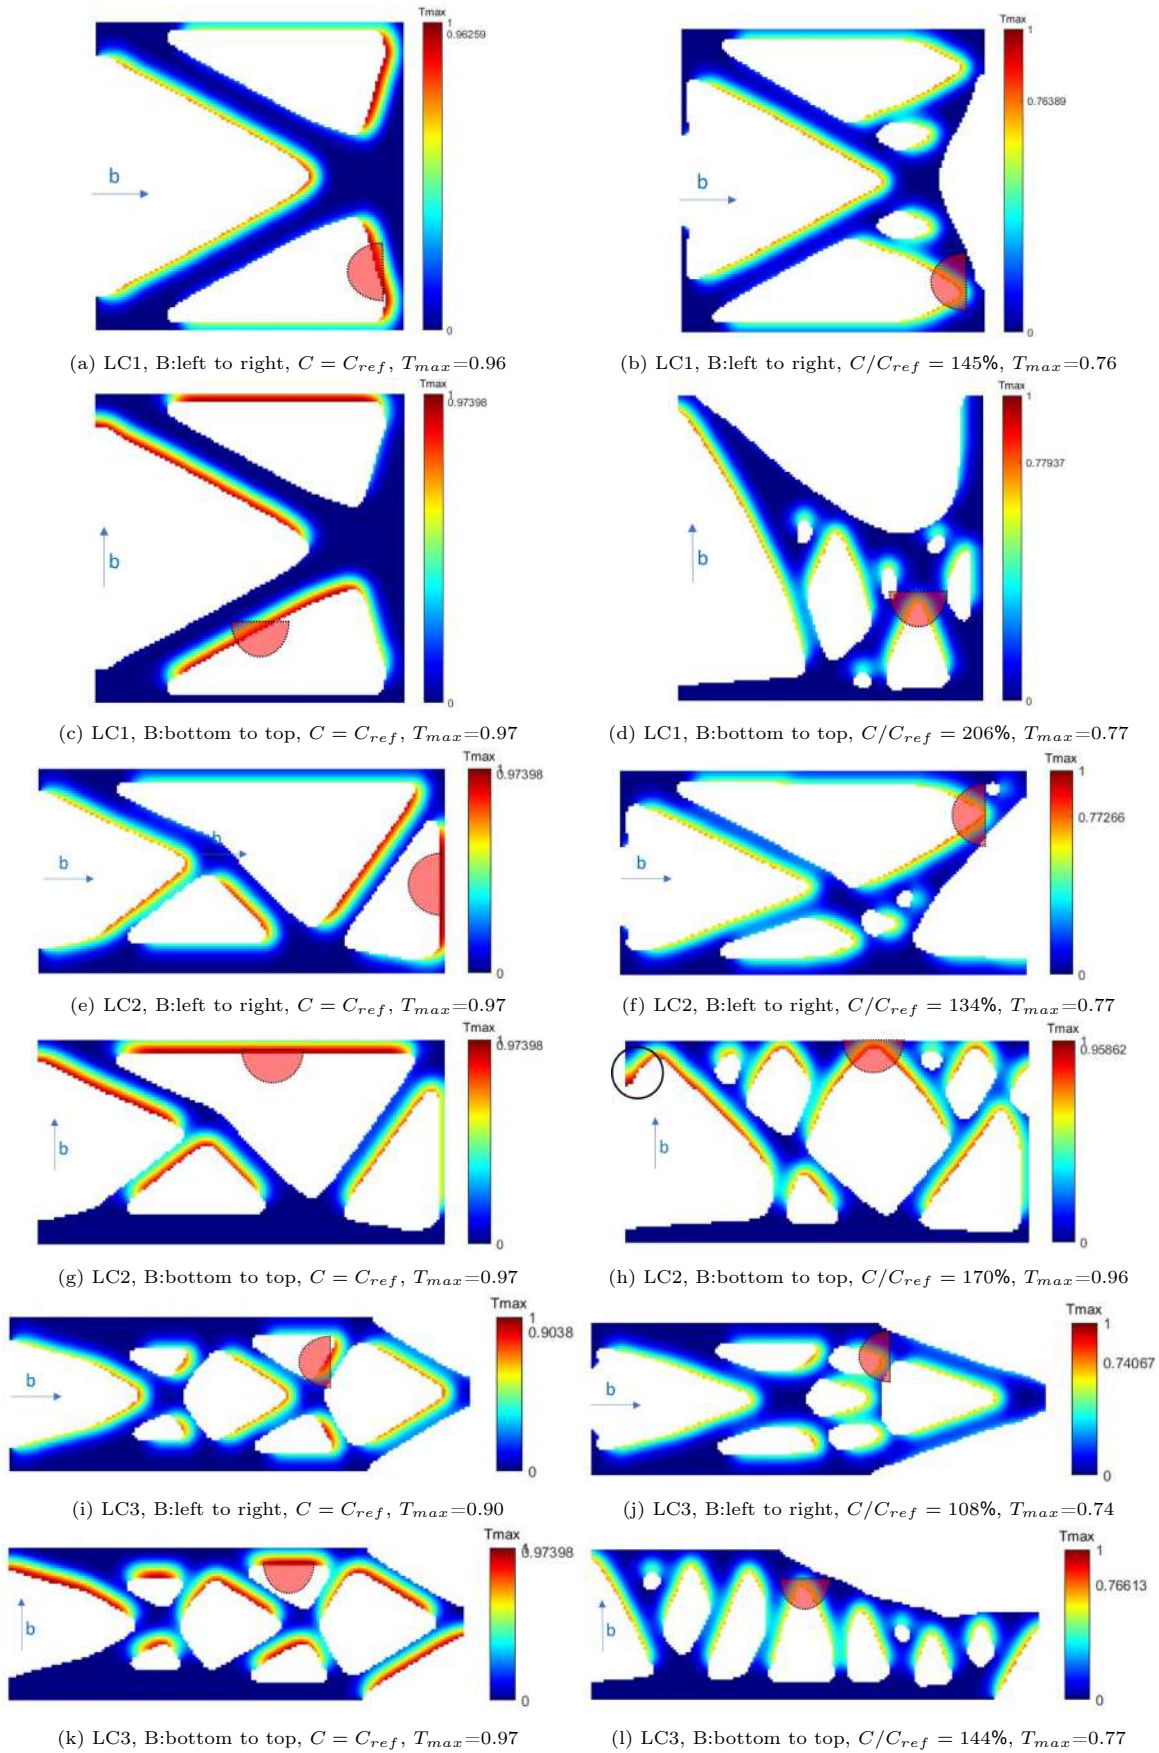 Tmax
1
0.96259
b
0
Tmax
1
0.76389
b
0
(a) LC1, B:left to right, C = C_ref, T_max=0.96
(b) LC1, B:left to right, C/C_ref = 145%, T_max=0.76
Tmax
1
0.97398
b
0
Tmax
1
0.77937
b
0
(c) LC1, B:bottom to top, C = C_ref, T_max=0.97
(d) LC1, B:bottom to top, C/C_ref = 206%, T_max=0.77
Tmax
1
0.97398
b
b
0
Tmax
1
0.77266
b
0
(e) LC2, B:left to right, C = C_ref, T_max=0.97
(f) LC2, B:left to right, C/C_ref = 134%, T_max=0.77
Tmax
1
0.97398
b
0
Tmax
1
0.95862
b
0
(g) LC2, B:bottom to top, C = C_ref, T_max=0.97
(h) LC2, B:bottom to top, C/C_ref = 170%, T_max=0.96
Tmax
1
0.9038
b
0
Tmax
1
0.74067
b
0
(i) LC3, B:left to right, C = C_ref, T_max=0.90
(j) LC3, B:left to right, C/C_ref = 108%, T_max=0.74
Tmax
1
0.97398
b
0
Tmax
1
0.76613
b
0
(k) LC3, B:bottom to top, C = C_ref, T_max=0.97
(l) LC3, B:bottom to top, C/C_ref = 144%, T_max=0.77